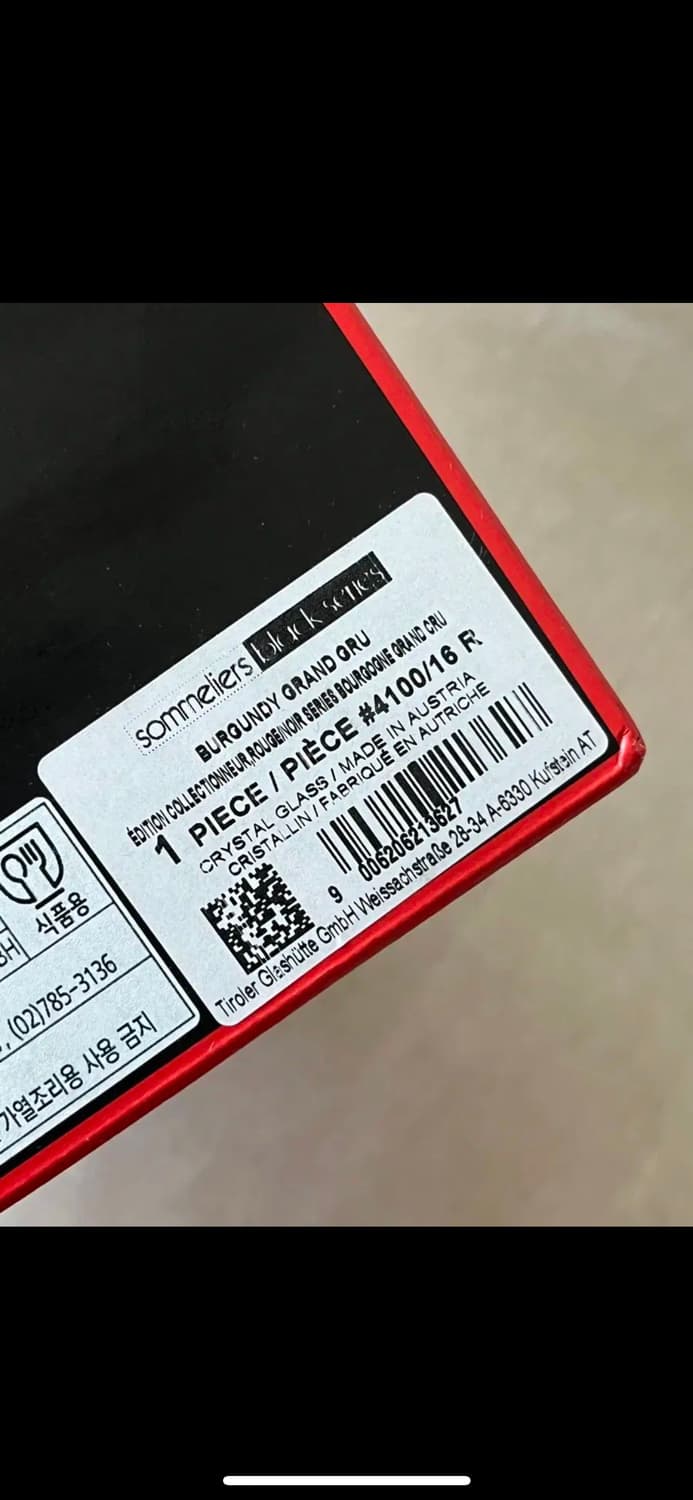 sommeliers black series
BURGUNDY GRAND CRU
ÉDITION COLLECTIONNEUR,ROUGE/NOIR SERIES BOURGOGNE GRAND CRU
1 PIECE / PIÈCE #4100/16 R
CRYSTAL GLASS / MADE IN AUSTRIA
CRISTALLIN / FABRIQUÉ EN AUTRICHE
9 006206213627
Tiroler Glashütte GmbH Weissachstraße 28-34 A-6330 Kufstein AT
식품용
(02)785-3136
가열조리용 사용 금지